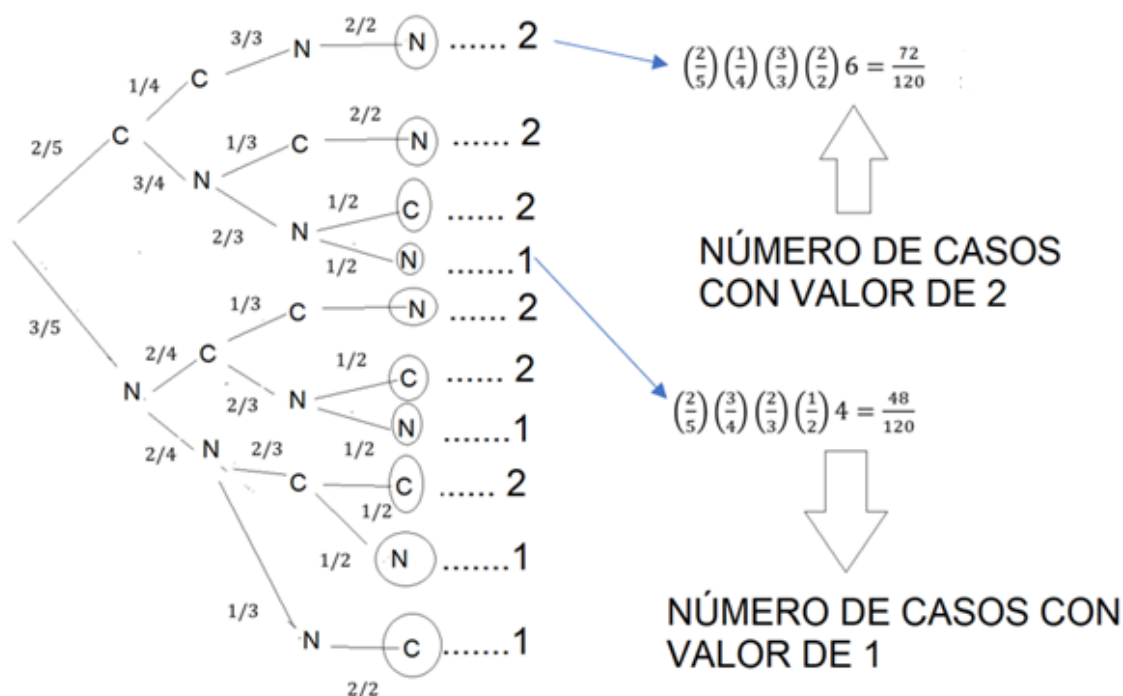 3/3 N 2/2 N ...... 2
1/4 C
2/5 C 1/3 C 2/2 N ...... 2
3/4 N
2/3 N 1/2 C ...... 2
1/2 N .......1
3/5 1/3 C N ...... 2
2/4 C
N 2/3 N 1/2 C ...... 2
N .......1
2/4 N 2/3 C 1/2 C ...... 2
1/2
1/2 N .......1
1/3 N C .......1
2/2
(2/5) (1/4) (3/3) (2/2) 6 = 72/120
NÚMERO DE CASOS
CON VALOR DE 2
(2/5) (3/4) (2/3) (1/2) 4 = 48/120
NÚMERO DE CASOS CON
VALOR DE 1